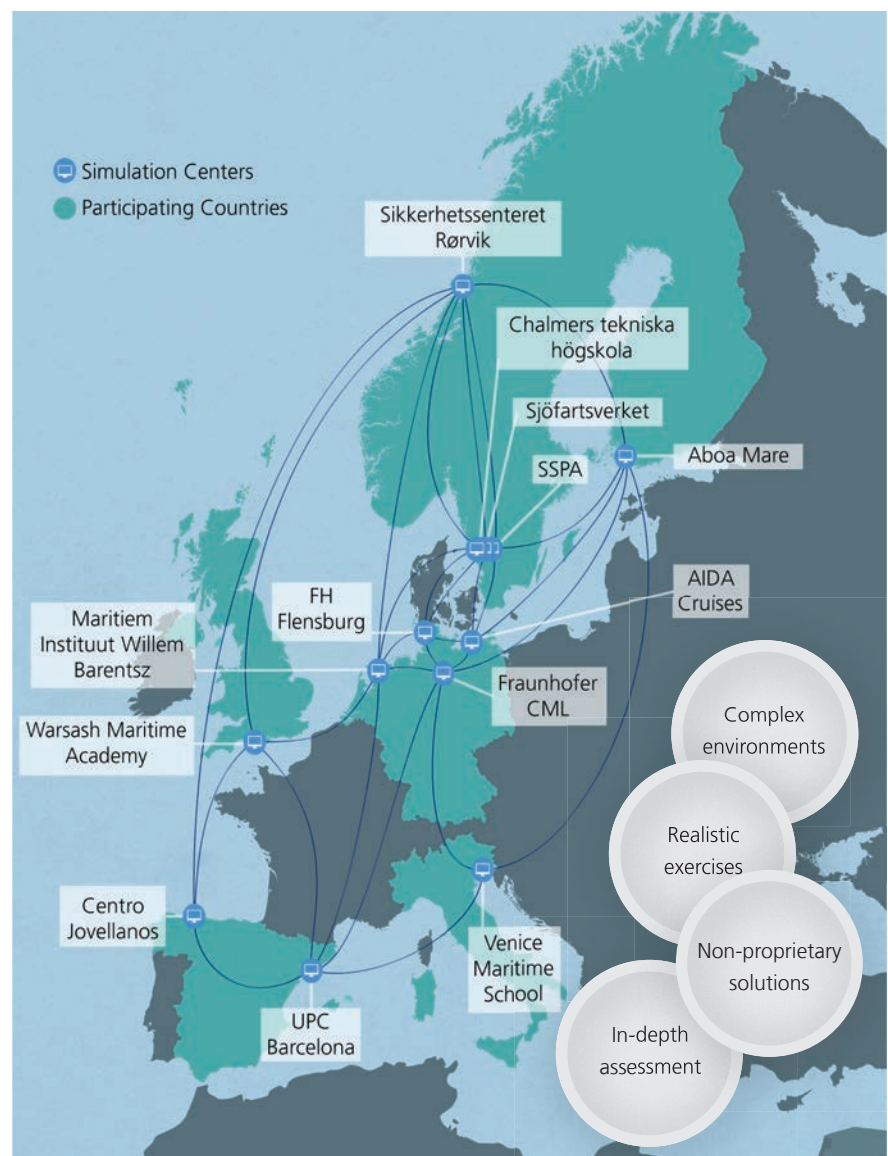 Simulation Centers
Participating Countries
Sikkerhetssenteret
Rørvik
Chalmers tekniska
högskola
Sjöfartsverket
SSPA
Aboa Mare
AIDA
Cruises
FH
Flensburg
Maritiem
Instituut Willem
Barentsz
Fraunhofer
CML
Warsash Maritime
Academy
Centro
Jovellanos
Venice
Maritime
School
UPC
Barcelona
Complex
environments
Realistic
exercises
Non-proprietary
solutions
In-depth
assessment